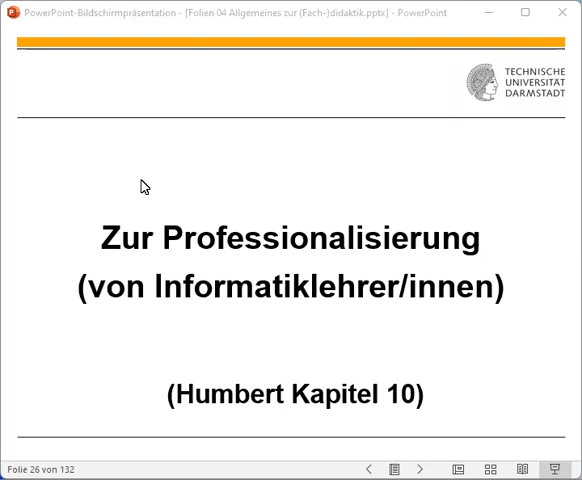 PowerPoint-Bildschirmpräsentation - [Folien 04 Allgemeines zur (Fach-)didaktik.pptx] - PowerPoint
TECHNISCHE
UNIVERSITÄT
DARMSTADT
Zur Professionalisierung
(von Informatiklehrer/innen)
(Humbert Kapitel 10)
Folie 26 von 132